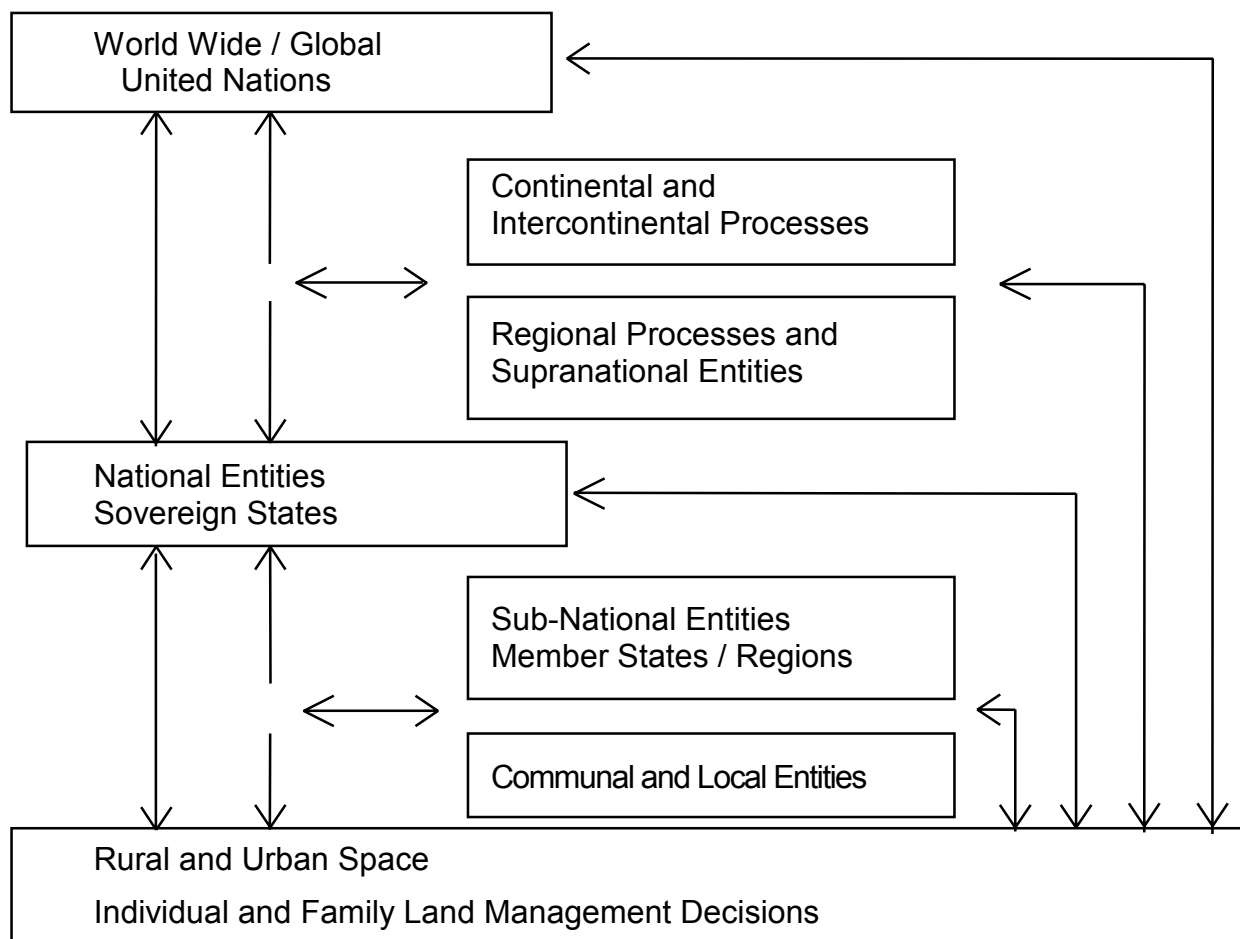 World Wide / Global
United Nations
Continental and
Intercontinental Processes
Regional Processes and
Supranational Entities
National Entities
Sovereign States
Sub-National Entities
Member States / Regions
Communal and Local Entities
Rural and Urban Space
Individual and Family Land Management Decisions